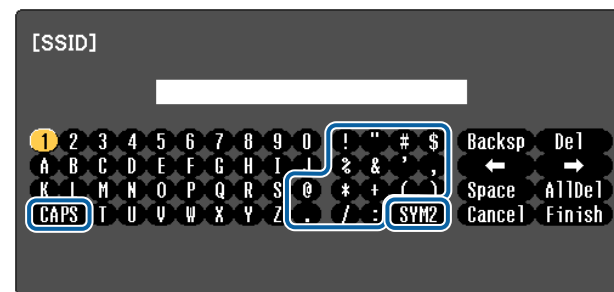 [SSID]
1 2 3 4 5 6 7 8 9 0 ! " # $ Backsp Del
A B C D E F G H I J % & ' , ← →
K L M N O P Q R S @ * + ( ) Space AllDel
CAPS T U V W X Y Z . / : SYM2 Cancel Finish